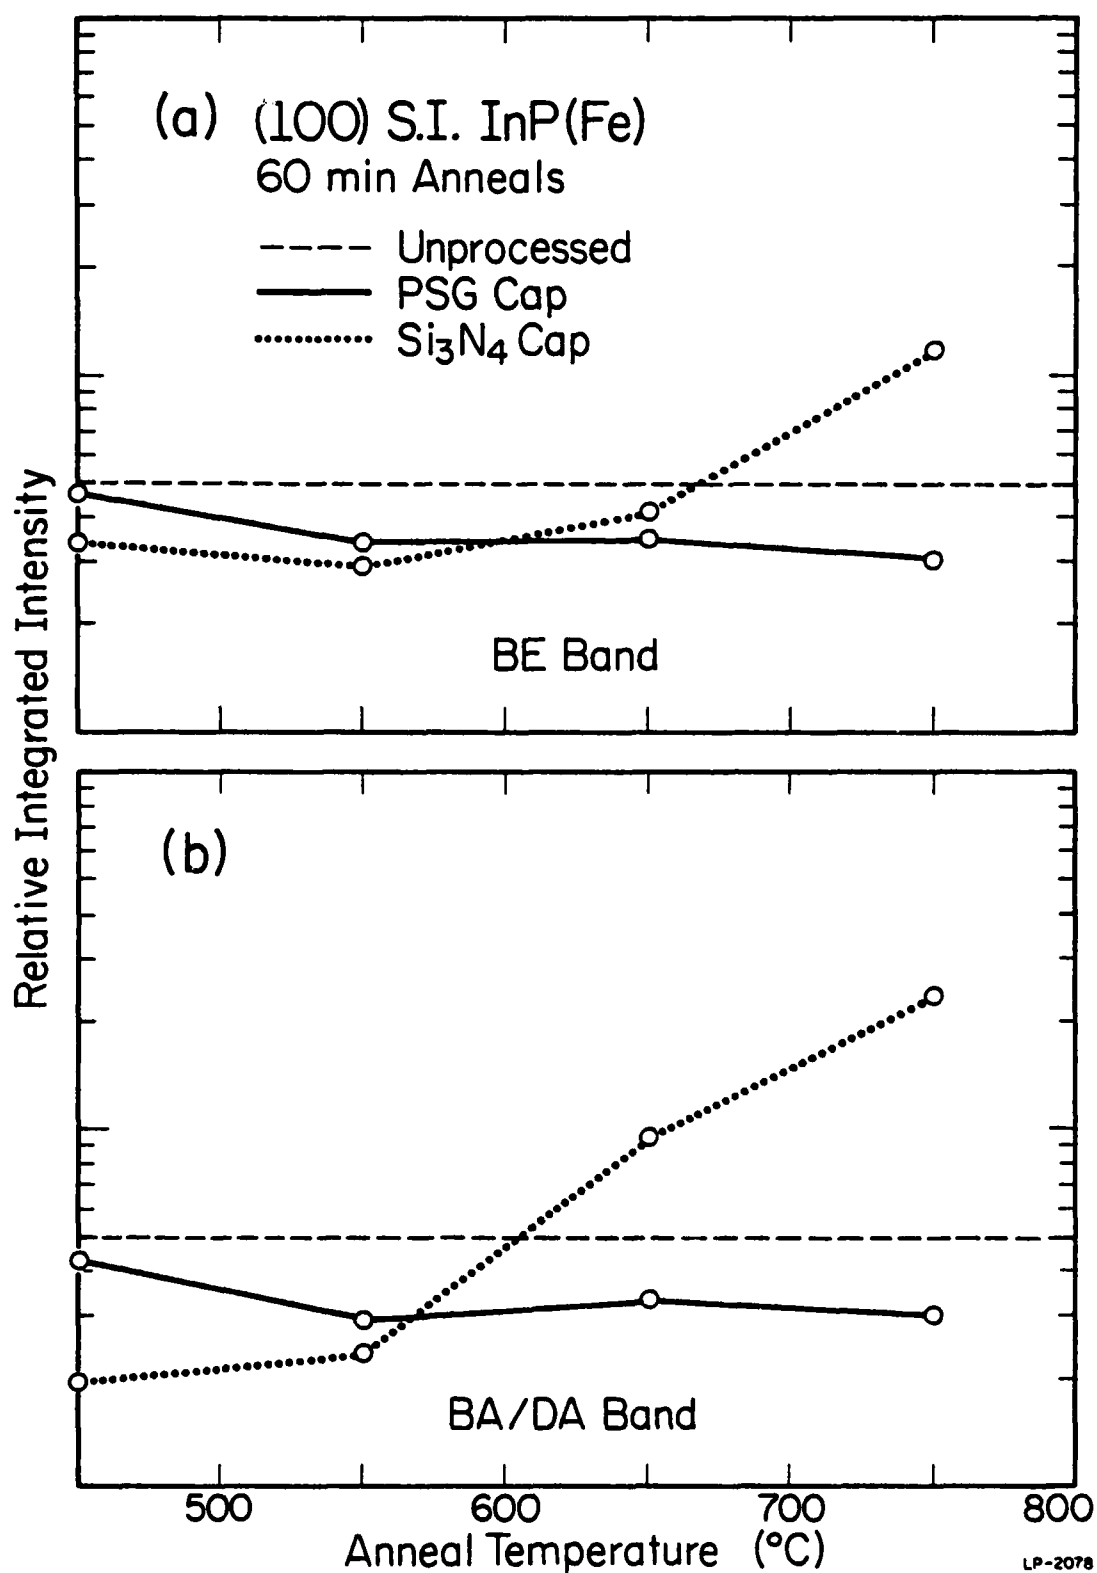 (a) (100) S.I. InP(Fe)
60 min Anneals
Unprocessed
PSG Cap
Si₃N₄ Cap
BE Band
Relative Integrated Intensity
(b)
BA/DA Band
500 600 700 800
Anneal Temperature (°C)
LP-2078